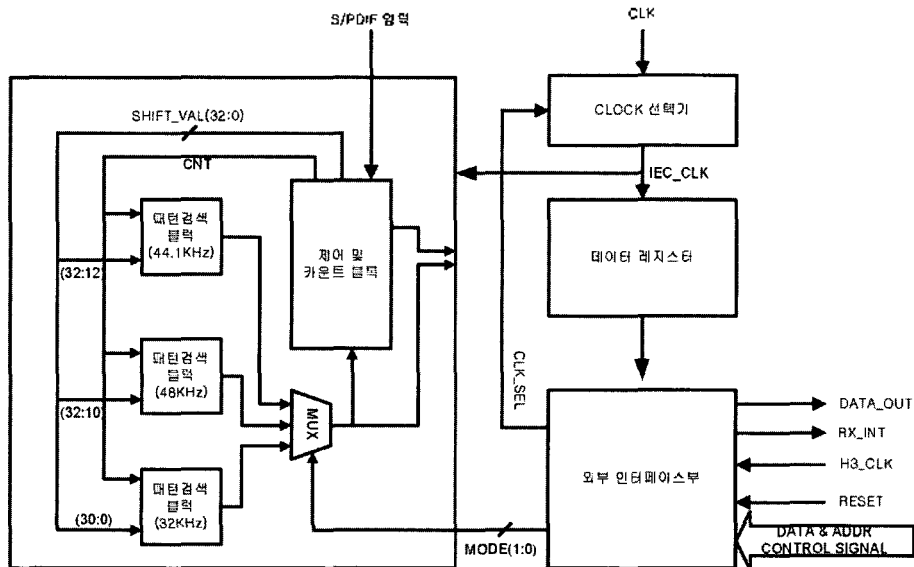 S/PDIF 입력
CLK
SHIFT_VAL(32:0)
CNT
CLOCK 선택기
IEC_CLK
패턴검색
블럭
(44.1KHz)
(32:12)
제어 및
카운트 블록
데이터 레지스터
패턴검색
블럭
(48KHz)
(32:10)
MUX
CLK_SEL
DATA_OUT
RX_INT
H3_CLK
RESET
외부 인터페이스부
패턴검색
블럭
(32KHz)
(30:0)
MODE(1:0)
DATA & ADDR
CONTROL SIGNAL